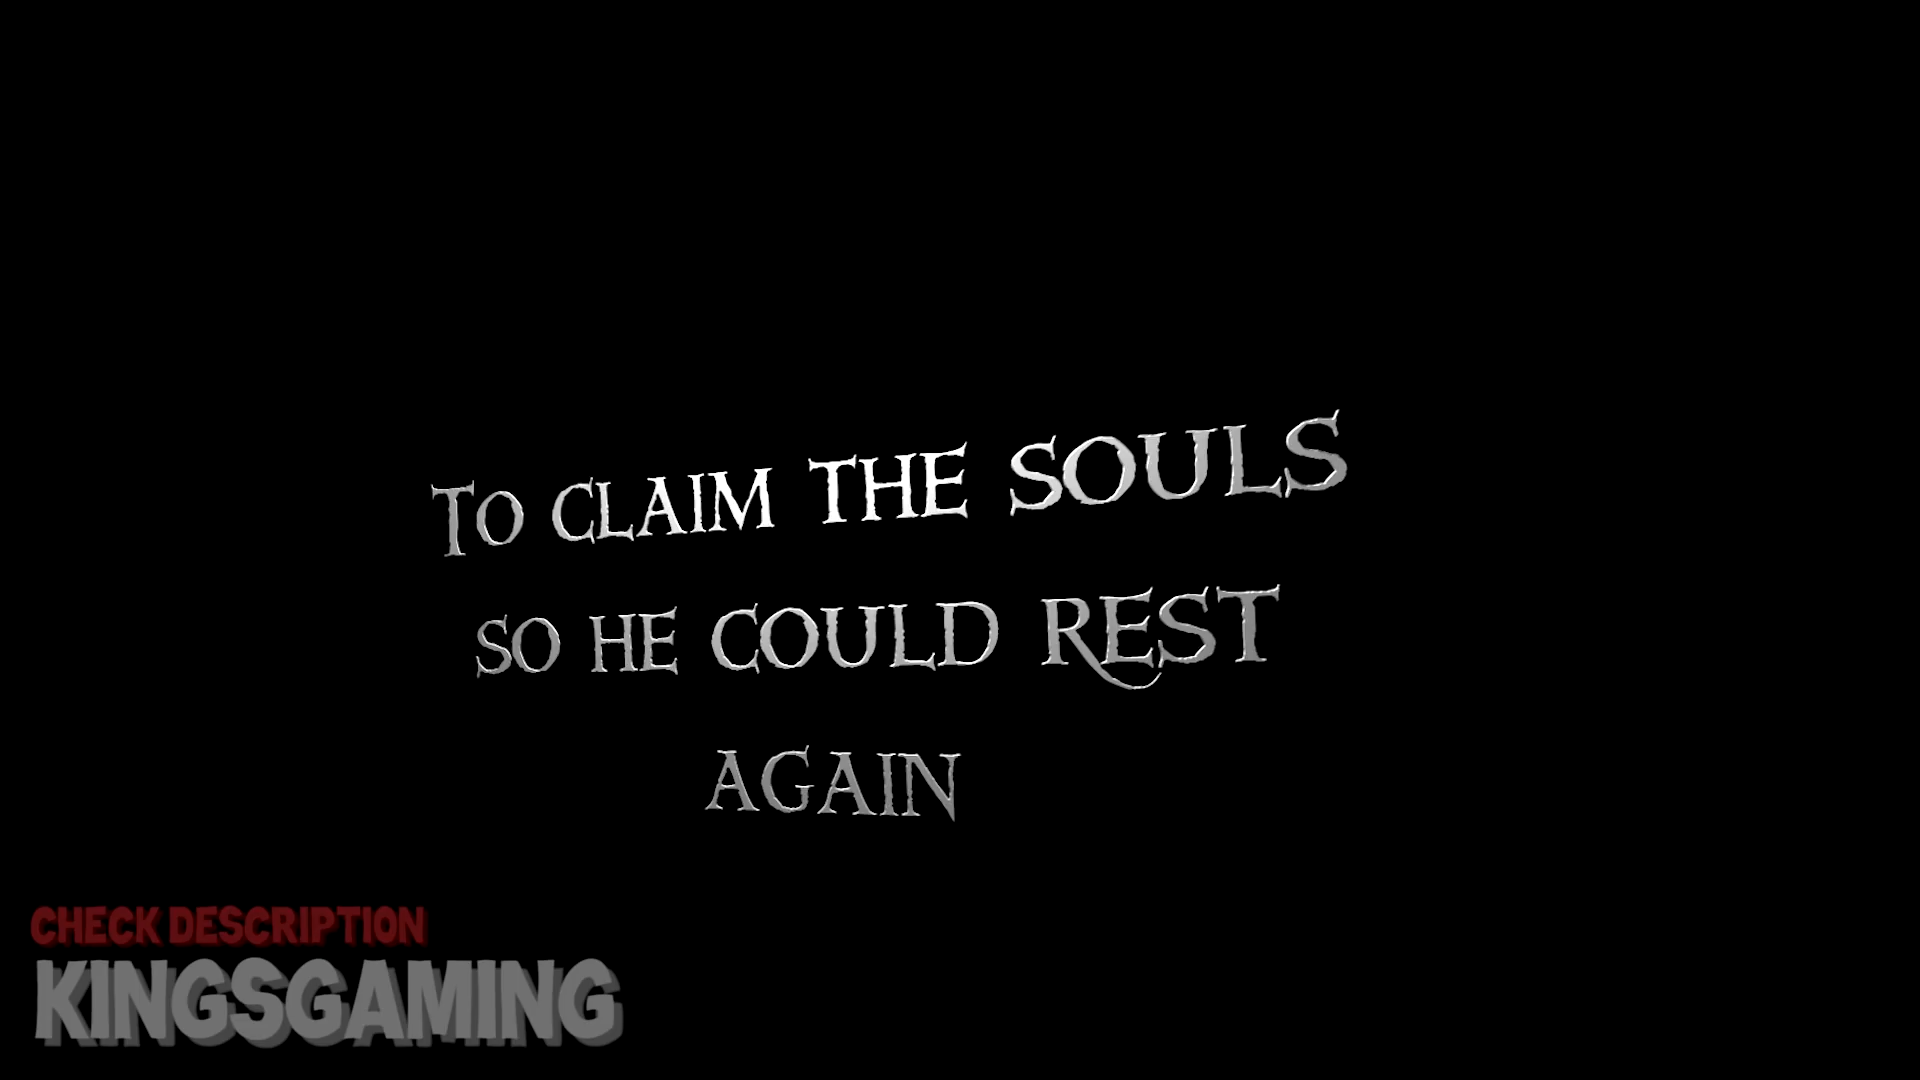 TO CLAIM THE SOULS
SO HE COULD REST
AGAIN
CHECK DESCRIPTION
KINGSGAMING